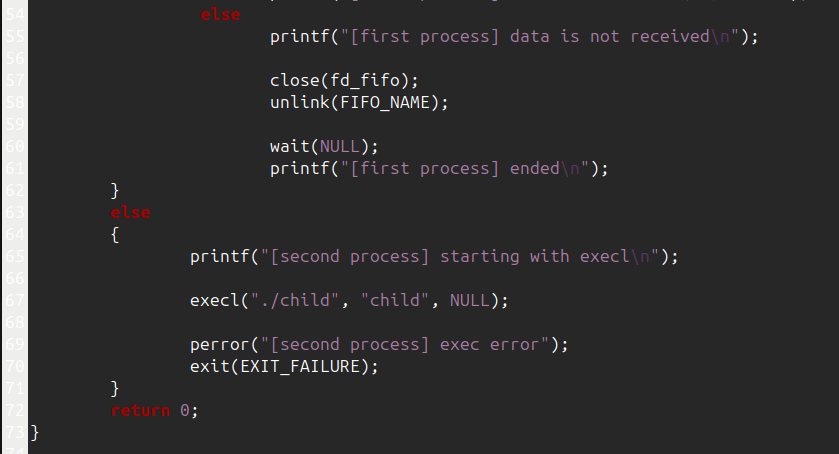 54 else
55 printf("[first process] data is not received\n");
56
57 close(fd_fifo);
58 unlink(FIFO_NAME);
59
60 wait(NULL);
61 printf("[first process] ended\n");
62 }
63 else
64 {
65 printf("[second process] starting with execl\n");
66
67 execl("./child", "child", NULL);
68
69 perror("[second process] exec error");
70 exit(EXIT_FAILURE);
71 }
72 return 0;
73 }
74